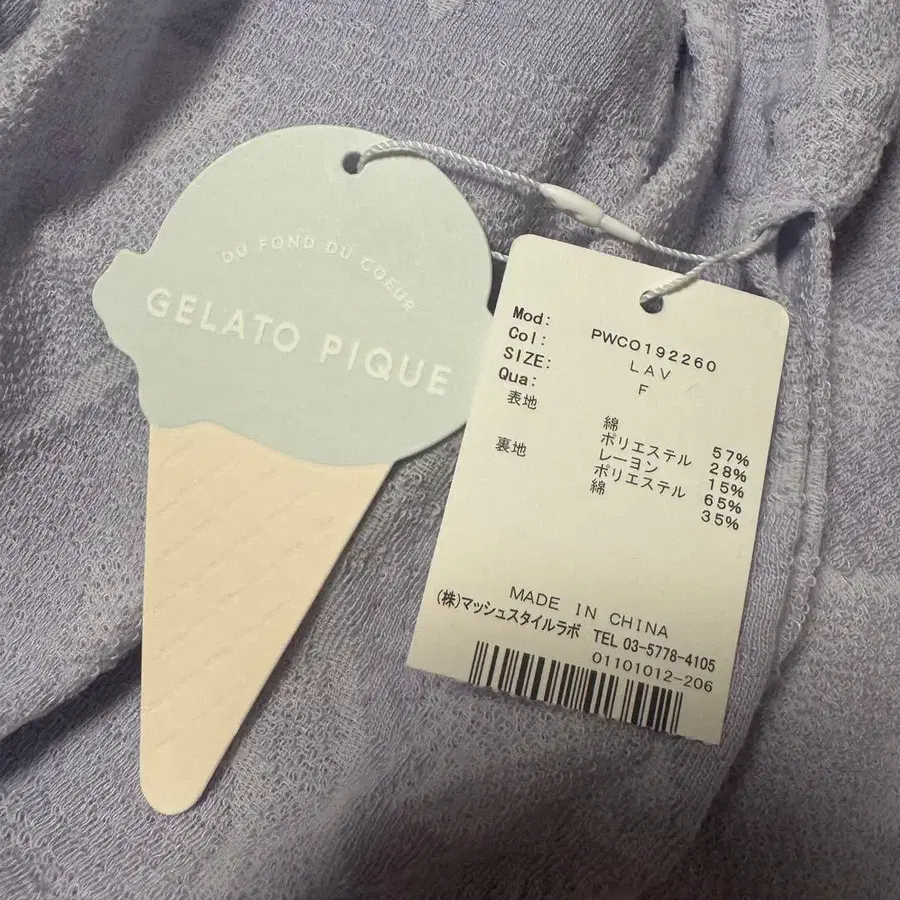 DU FOND DU COEUR
GELATO PIQUE
Mod: PWCO192260
Col: LAV
SIZE: F
Qua:
表地 綿 57%
ポリエステル 28%
レーヨン 15%
裏地 ポリエステル 65%
綿 35%
MADE IN CHINA
(株)マッシュスタイルラボ TEL 03-5778-4105
01101012-206